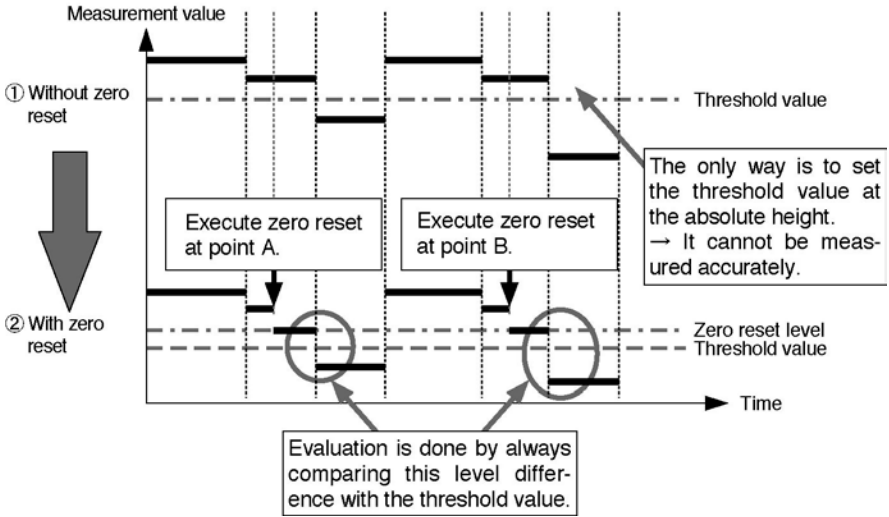 Measurement value
① Without zero
reset
Threshold value
The only way is to set
the threshold value at
the absolute height.
→ It cannot be meas-
ured accurately.
Execute zero reset
at point A.
Execute zero reset
at point B.
② With zero
reset
Zero reset level
Threshold value
Time
Evaluation is done by always
comparing this level differ-
ence with the threshold value.